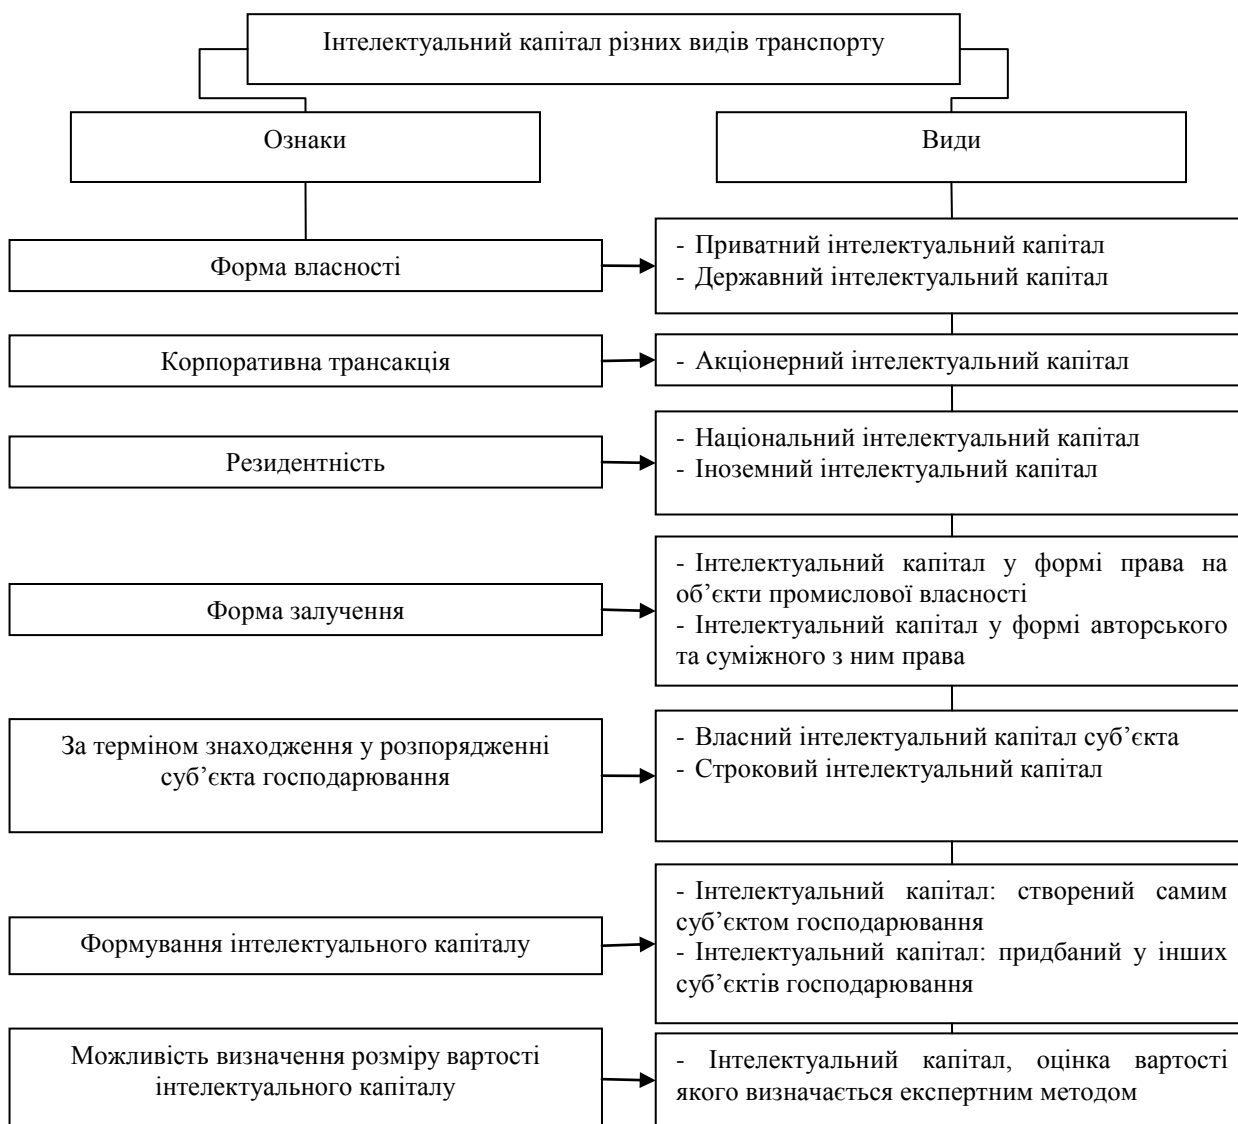 Інтелектуальний капітал різних видів транспорту
Ознаки
Види
Форма власності
- Приватний інтелектуальний капітал
- Державний інтелектуальний капітал
Корпоративна трансакція
- Акціонерний інтелектуальний капітал
Резидентність
- Національний інтелектуальний капітал
- Іноземний інтелектуальний капітал
Форма залучення
- Інтелектуальний капітал у формі права на
об’єкти промислової власності
- Інтелектуальний капітал у формі авторського
та суміжного з ним права
За терміном знаходження у розпорядженні
суб’єкта господарювання
- Власний інтелектуальний капітал суб’єкта
- Строковий інтелектуальний капітал
Формування інтелектуального капіталу
- Інтелектуальний капітал: створений самим
суб’єктом господарювання
- Інтелектуальний капітал: придбаний у інших
суб’єктів господарювання
Можливість визначення розміру вартості
інтелектуального капіталу
- Інтелектуальний капітал, оцінка вартості
якого визначається експертним методом